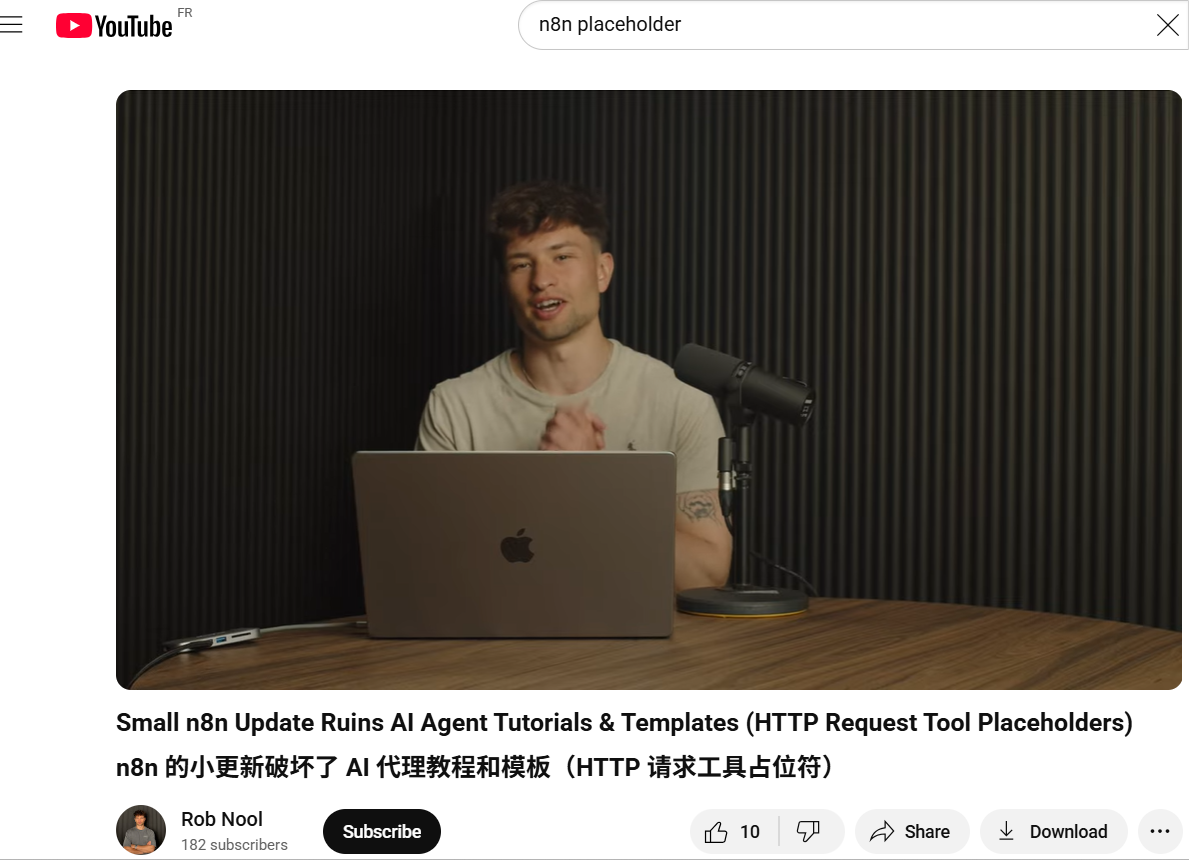 YouTube FR
n8n placeholder
Small n8n Update Ruins AI Agent Tutorials & Templates (HTTP Request Tool Placeholders)
n8n 的小更新破坏了 AI 代理教程和模板（HTTP 请求工具占位符）
Rob Nool
182 subscribers
Subscribe
10
Share
Download